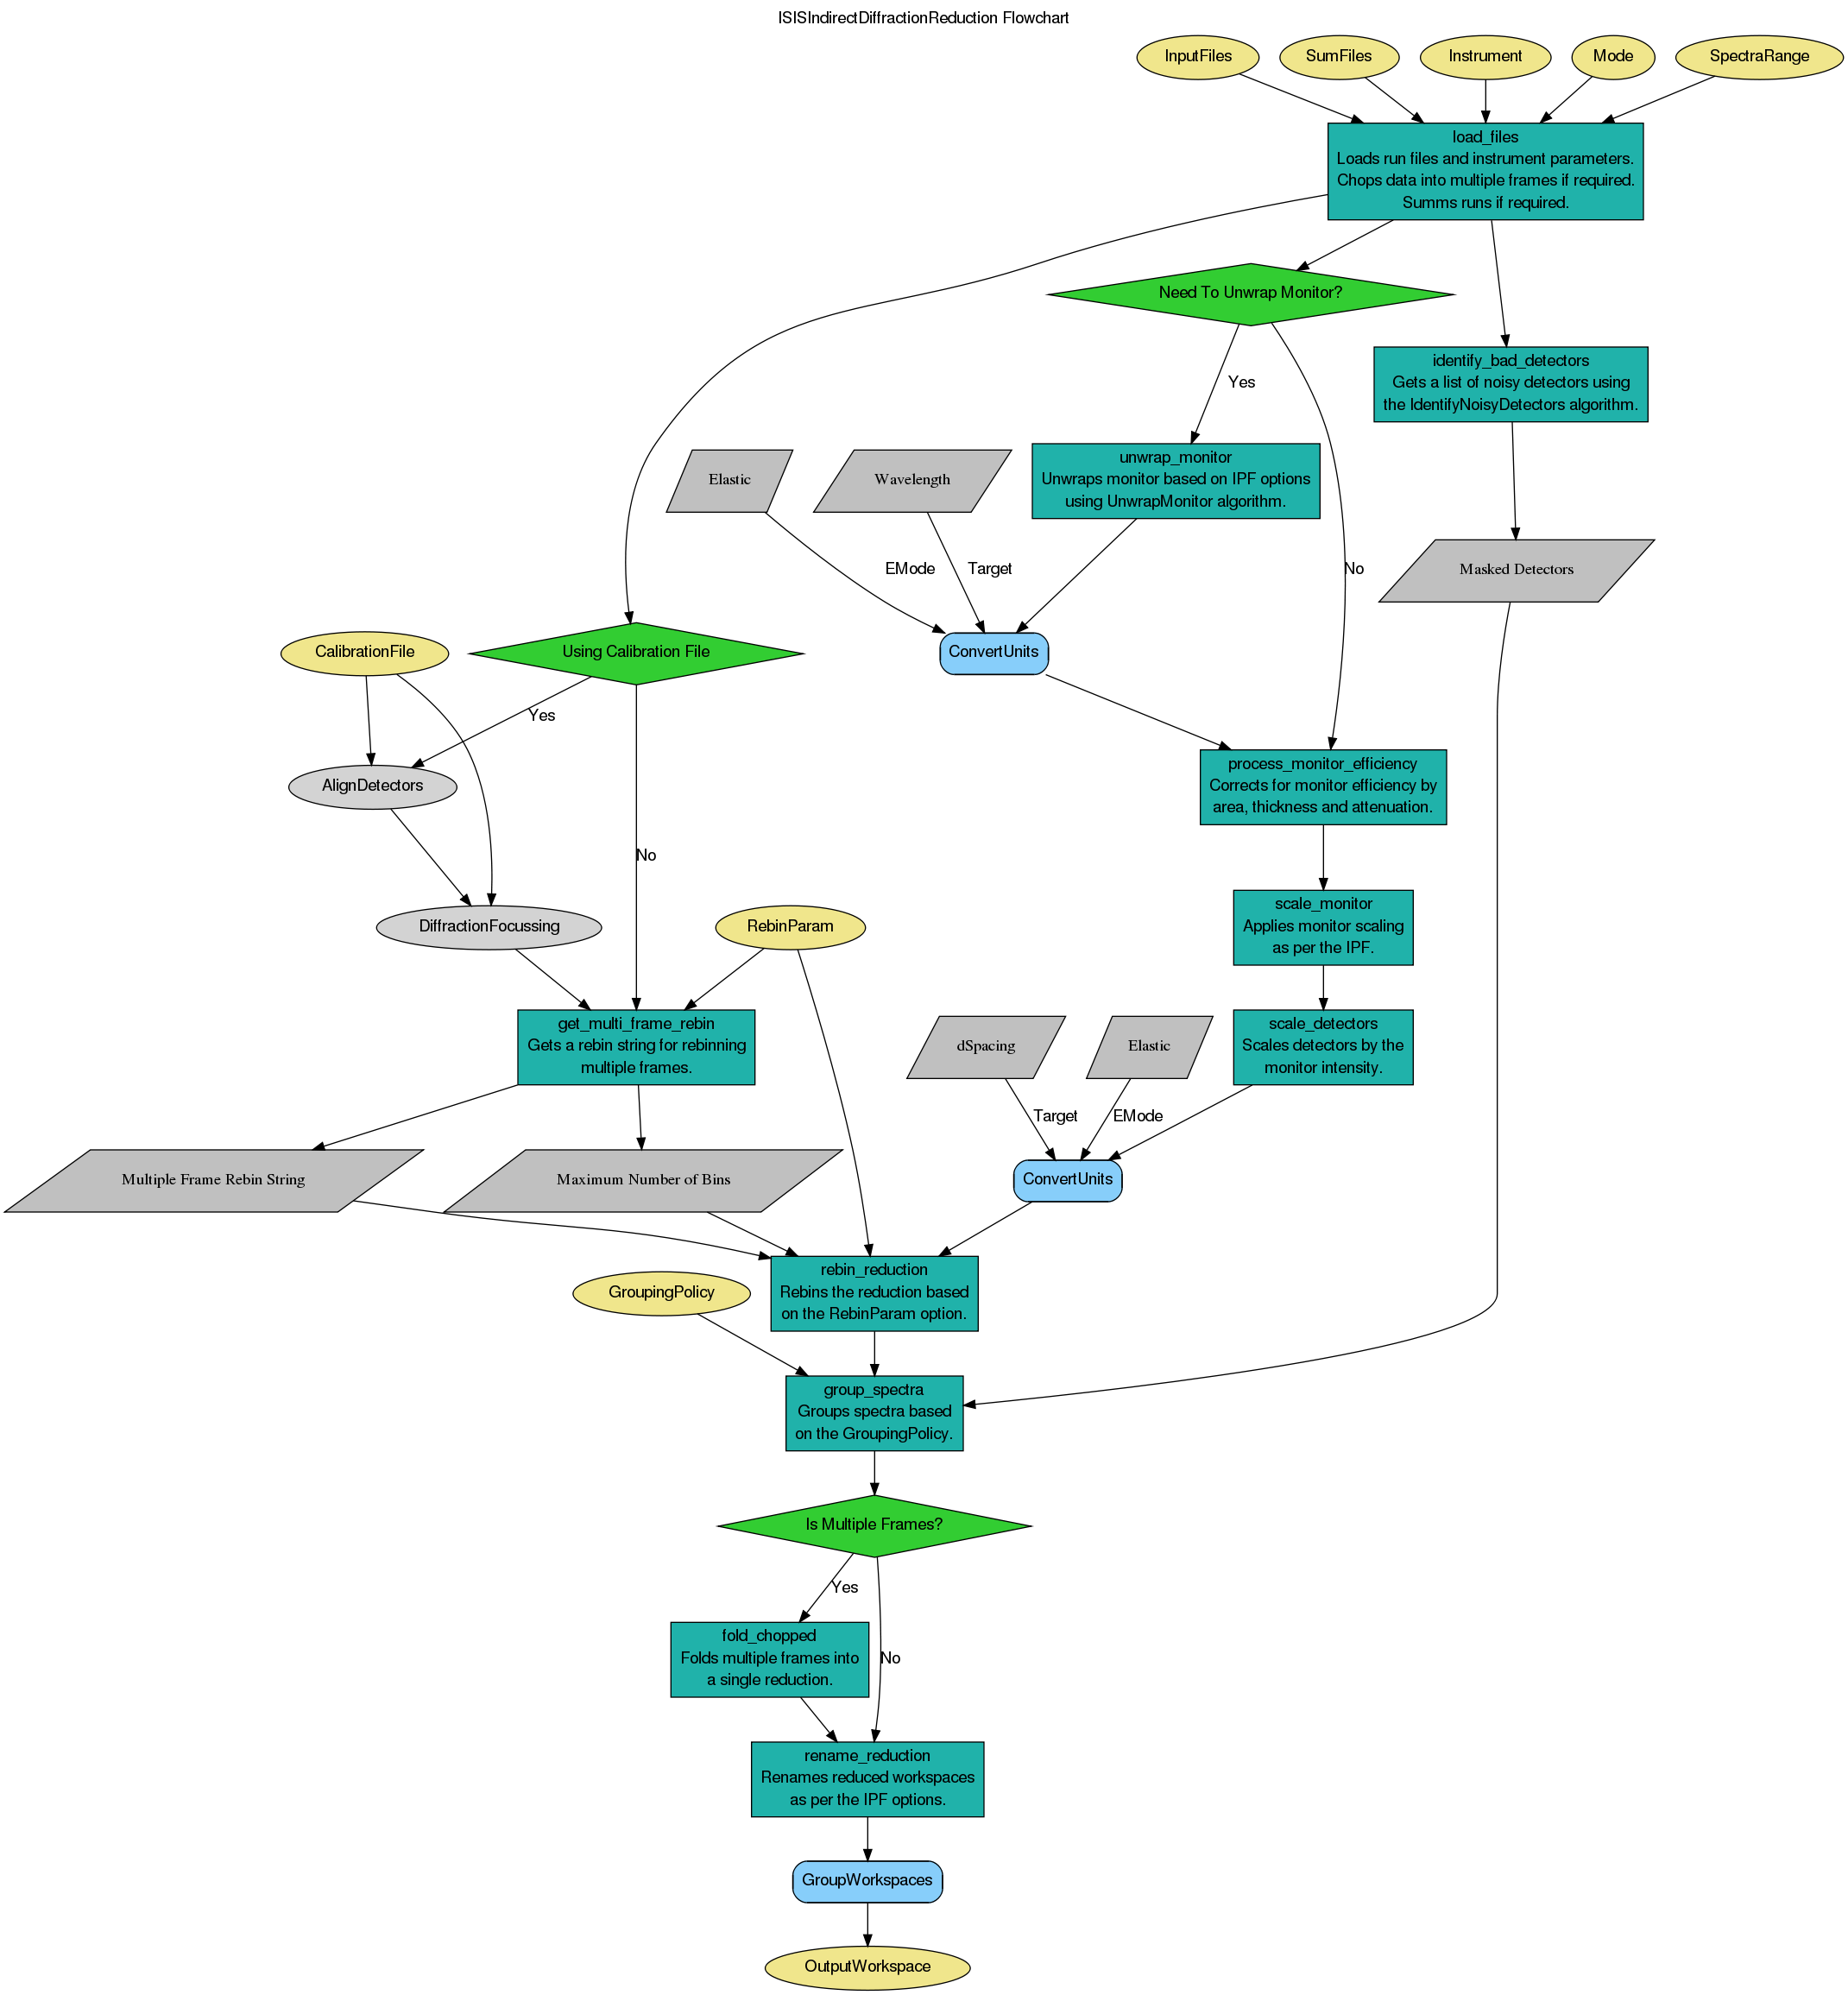 ISISIndirectDiffractionReduction Flowchart
InputFiles
SumFiles
Instrument
Mode
SpectraRange
load_files
Loads run files and instrument parameters.
Chops data into multiple frames if required.
Summs runs if required.
Need To Unwrap Monitor?
identify_bad_detectors
Gets a list of noisy detectors using
the IdentifyNoisyDetectors algorithm.
Yes
unwrap_monitor
Unwraps monitor based on IPF options
using UnwrapMonitor algorithm.
Elastic
Wavelength
EMode
Target
No
Masked Detectors
CalibrationFile
Using Calibration File
ConvertUnits
Yes
AlignDetectors
process_monitor_efficiency
Corrects for monitor efficiency by
area, thickness and attenuation.
No
DiffractionFocussing
RebinParam
scale_monitor
Applies monitor scaling
as per the IPF.
get_multi_frame_rebin
Gets a rebin string for rebinning
multiple frames.
dSpacing
Elastic
scale_detectors
Scales detectors by the
monitor intensity.
Target
EMode
Multiple Frame Rebin String
Maximum Number of Bins
ConvertUnits
GroupingPolicy
rebin_reduction
Rebins the reduction based
on the RebinParam option.
group_spectra
Groups spectra based
on the GroupingPolicy.
Is Multiple Frames?
Yes
fold_chopped
Folds multiple frames into
a single reduction.
No
rename_reduction
Renames reduced workspaces
as per the IPF options.
GroupWorkspaces
OutputWorkspace